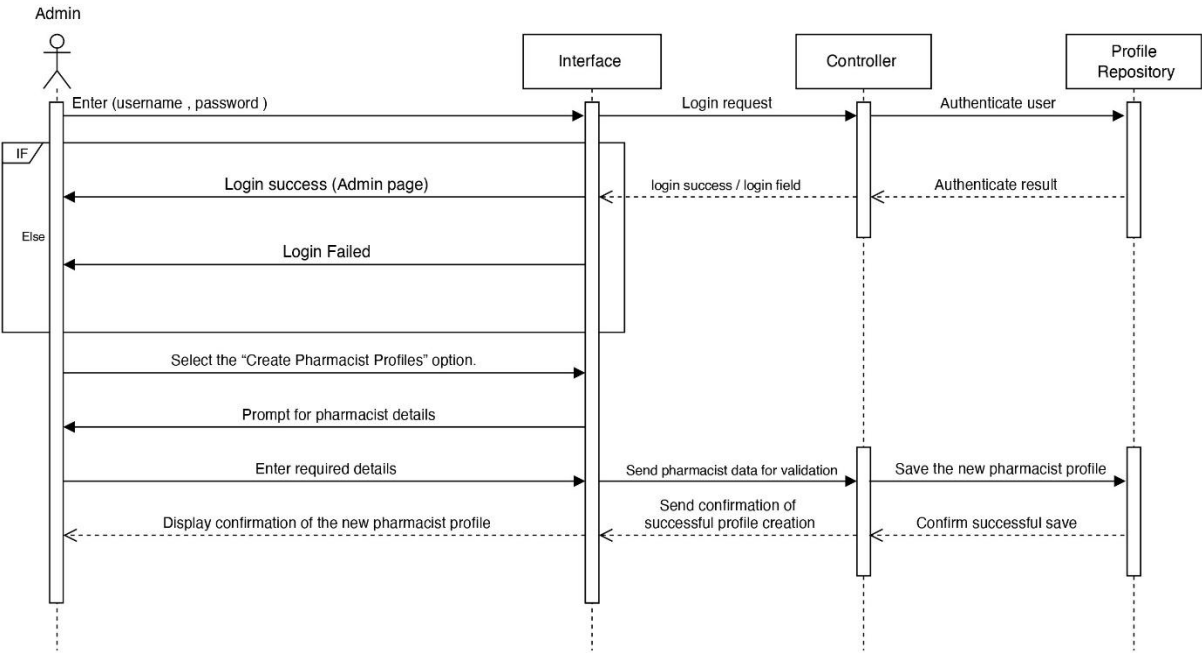 Admin
Interface
Controller
Profile
Repository
Enter (username , password )
Login request
Authenticate user
IF
Login success (Admin page)
login success / login field
Authenticate result
Else
Login Failed
Select the “Create Pharmacist Profiles” option.
Prompt for pharmacist details
Enter required details
Send pharmacist data for validation
Save the new pharmacist profile
Display confirmation of the new pharmacist profile
Send confirmation of
successful profile creation
Confirm successful save